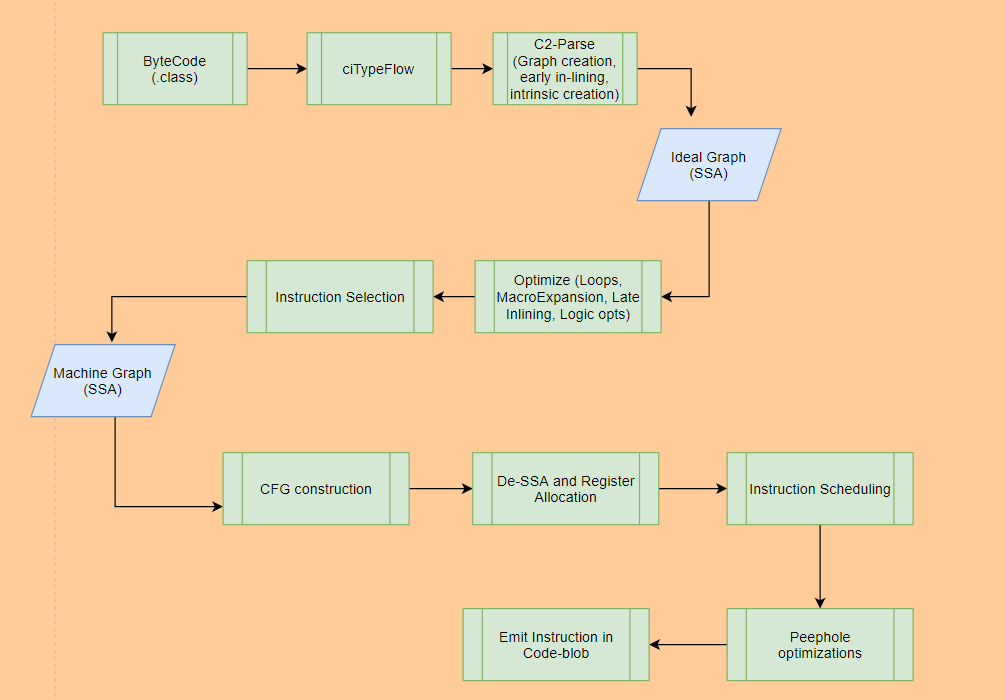 ByteCode
(.class)
ciTypeFlow
C2-Parse
(Graph creation,
early in-lining,
intrinsic creation)
Ideal Graph
(SSA)
Optimize (Loops,
MacroExpansion, Late
Inlining, Logic opts)
Instruction Selection
Machine Graph
(SSA)
CFG construction
De-SSA and Register
Allocation
Instruction Scheduling
Peephole
optimizations
Emit Instruction in
Code-blob